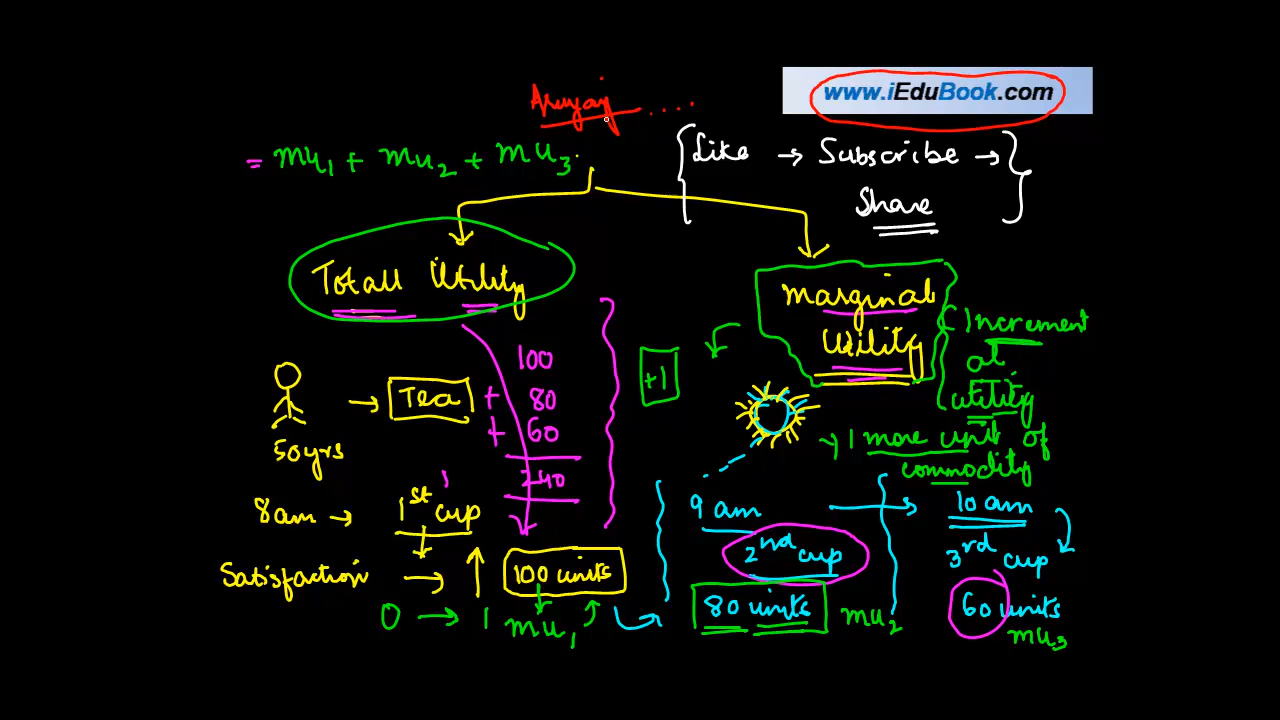 www.iEduBook.com
= MU1 + MU2 + MU3
{ Like → Subscribe → }
Share
Total Utility
Marginal
Utility
( Increment
of
utility
→ 1 more unit of
commodity
100
+ 80
+ 60
240
+1
→ Tea
50yrs
8am → 1st cup
Satisfaction → ↑ 100 units
0 → 1 MU1
9 am
2nd cup
80 units MU2
10 am
3rd cup
60 units
MU3